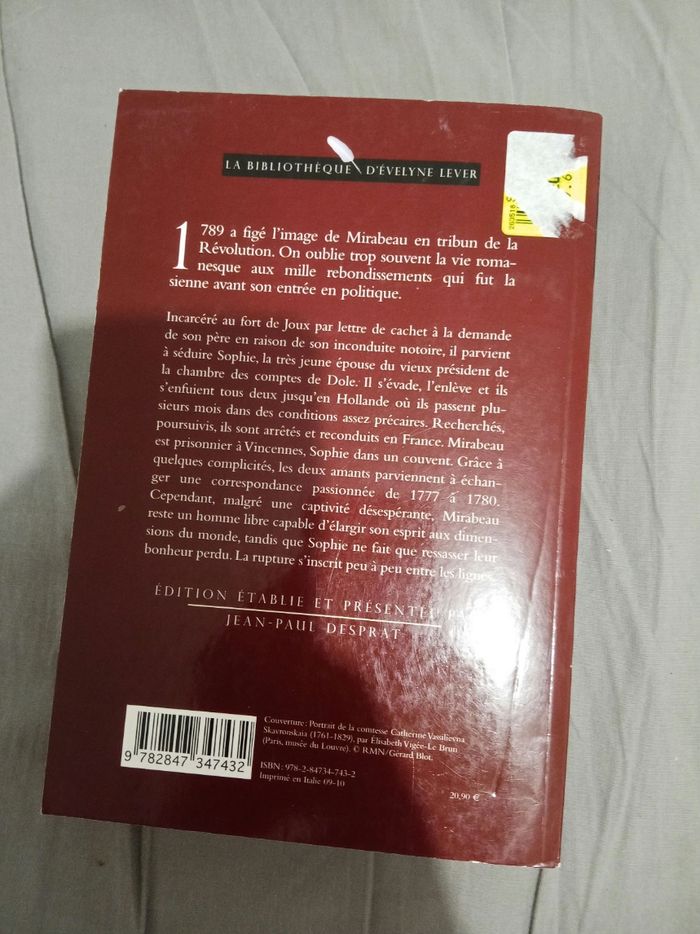 LA BIBLIOTHÈQUE D'ÉVELYNE LEVER
1789 a figé l'image de Mirabeau en tribun de la
Révolution. On oublie trop souvent la vie roma-
nesque aux mille rebondissements qui fut la
sienne avant son entrée en politique.
Incarcéré au fort de Joux par lettre de cachet à la demande
de son père en raison de son inconduite notoire, il parvient
à séduire Sophie, la très jeune épouse du vieux président de
la chambre des comptes de Dole. Il s'évade, l'enlève et ils
s'enfuient tous deux jusqu'en Hollande où ils passent plu-
sieurs mois dans des conditions assez précaires. Recherchés,
poursuivis, ils sont arrêtés et reconduits en France. Mirabeau
est prisonnier à Vincennes, Sophie dans un couvent. Grâce à
quelques complicités, les deux amants parviennent à échan-
ger une correspondance passionnée de 1777 à 1780.
Cependant, malgré une captivité désespérante, Mirabeau
reste un homme libre capable d'élargir son esprit aux dimen-
sions du monde, tandis que Sophie ne fait que ressasser leur
bonheur perdu. La rupture s'inscrit peu à peu entre les lignes.
ÉDITION ÉTABLIE ET PRÉSENTÉE PAR
JEAN-PAUL DESPRAT
Couverture : Portrait de la comtesse Catherine Vassilievna
Skavronskaia (1761-1829), par Élisabeth Vigée-Le Brun
(Paris, musée du Louvre). © RMN/Gérard Blot.
ISBN : 978-2-84734-743-2
Imprimé en Italie 09-10
9 782847 347432
20,90 €